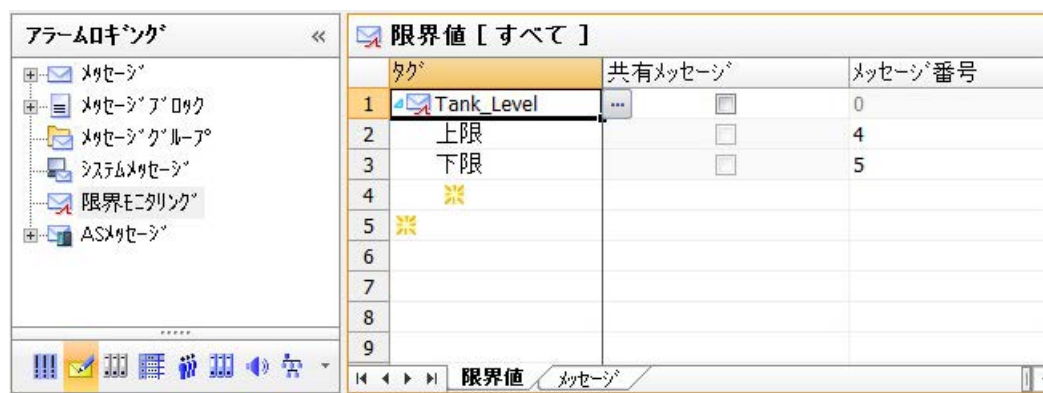 アラームロギング «
メッセージ
メッセージブロック
メッセージグループ
システムメッセージ
限界モニタリング
ASメッセージ
限界値 [ すべて ]
タグ 共有メッセージ メッセージ番号
1 Tank_Level ... 0
2 上限 4
3 下限 5
4
5
6
7
8
9
限界値 メッセージ